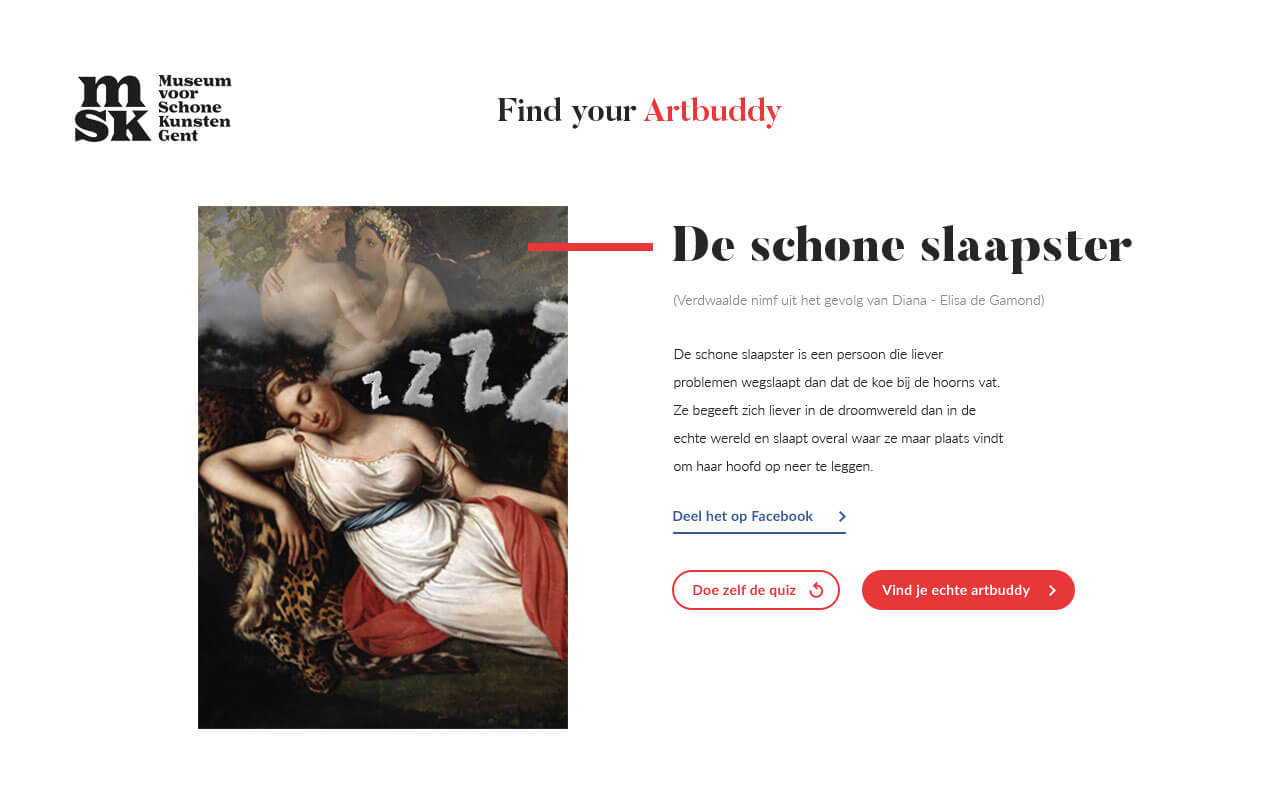 msk
Museum
voor
Schone
Kunsten
Gent
Find your Artbuddy
zzzz
De schone slaapster
(Verdwaalde nimf uit het gevolg van Diana - Elisa de Gamond)
De schone slaapster is een persoon die liever
problemen wegslaapt dan dat de koe bij de hoorns vat.
Ze begeeft zich liever in de droomwereld dan in de
echte wereld en slaapt overal waar ze maar plaats vindt
om haar hoofd op neer te leggen.
Deel het op Facebook
Doe zelf de quiz
Vind je echte artbuddy